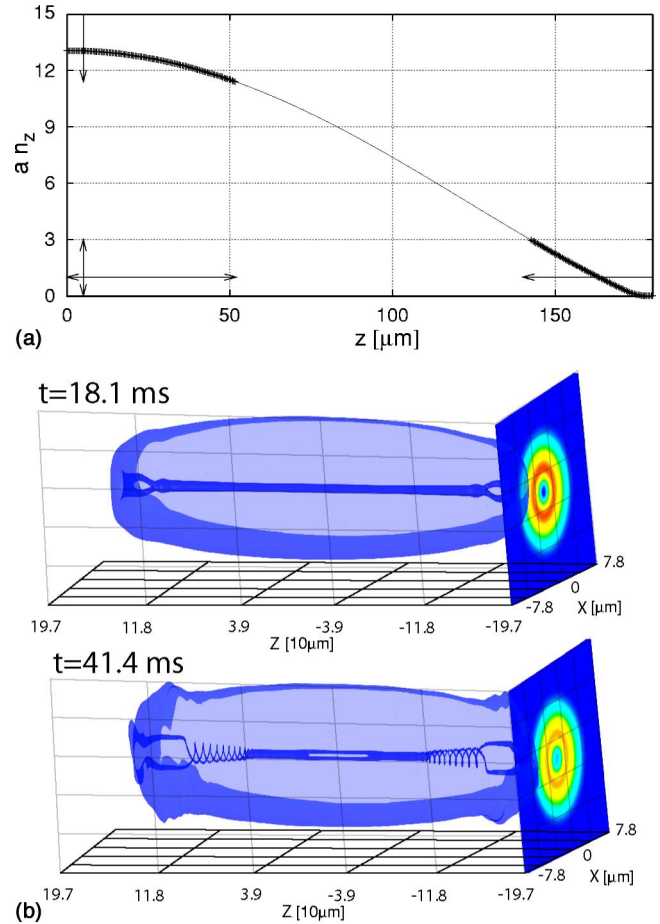 15
12
9
6
3
0
a n_z
0 50 100 150
z [μm]
(a)
t=18.1 ms
7.8
0
-7.8
X [μm]
19.7 11.8 3.9 -3.9 -11.8 -19.7
Z [10μm]
t=41.4 ms
7.8
0
-7.8
X [μm]
19.7 11.8 3.9 -3.9 -11.8 -19.7
Z [10μm]
(b)